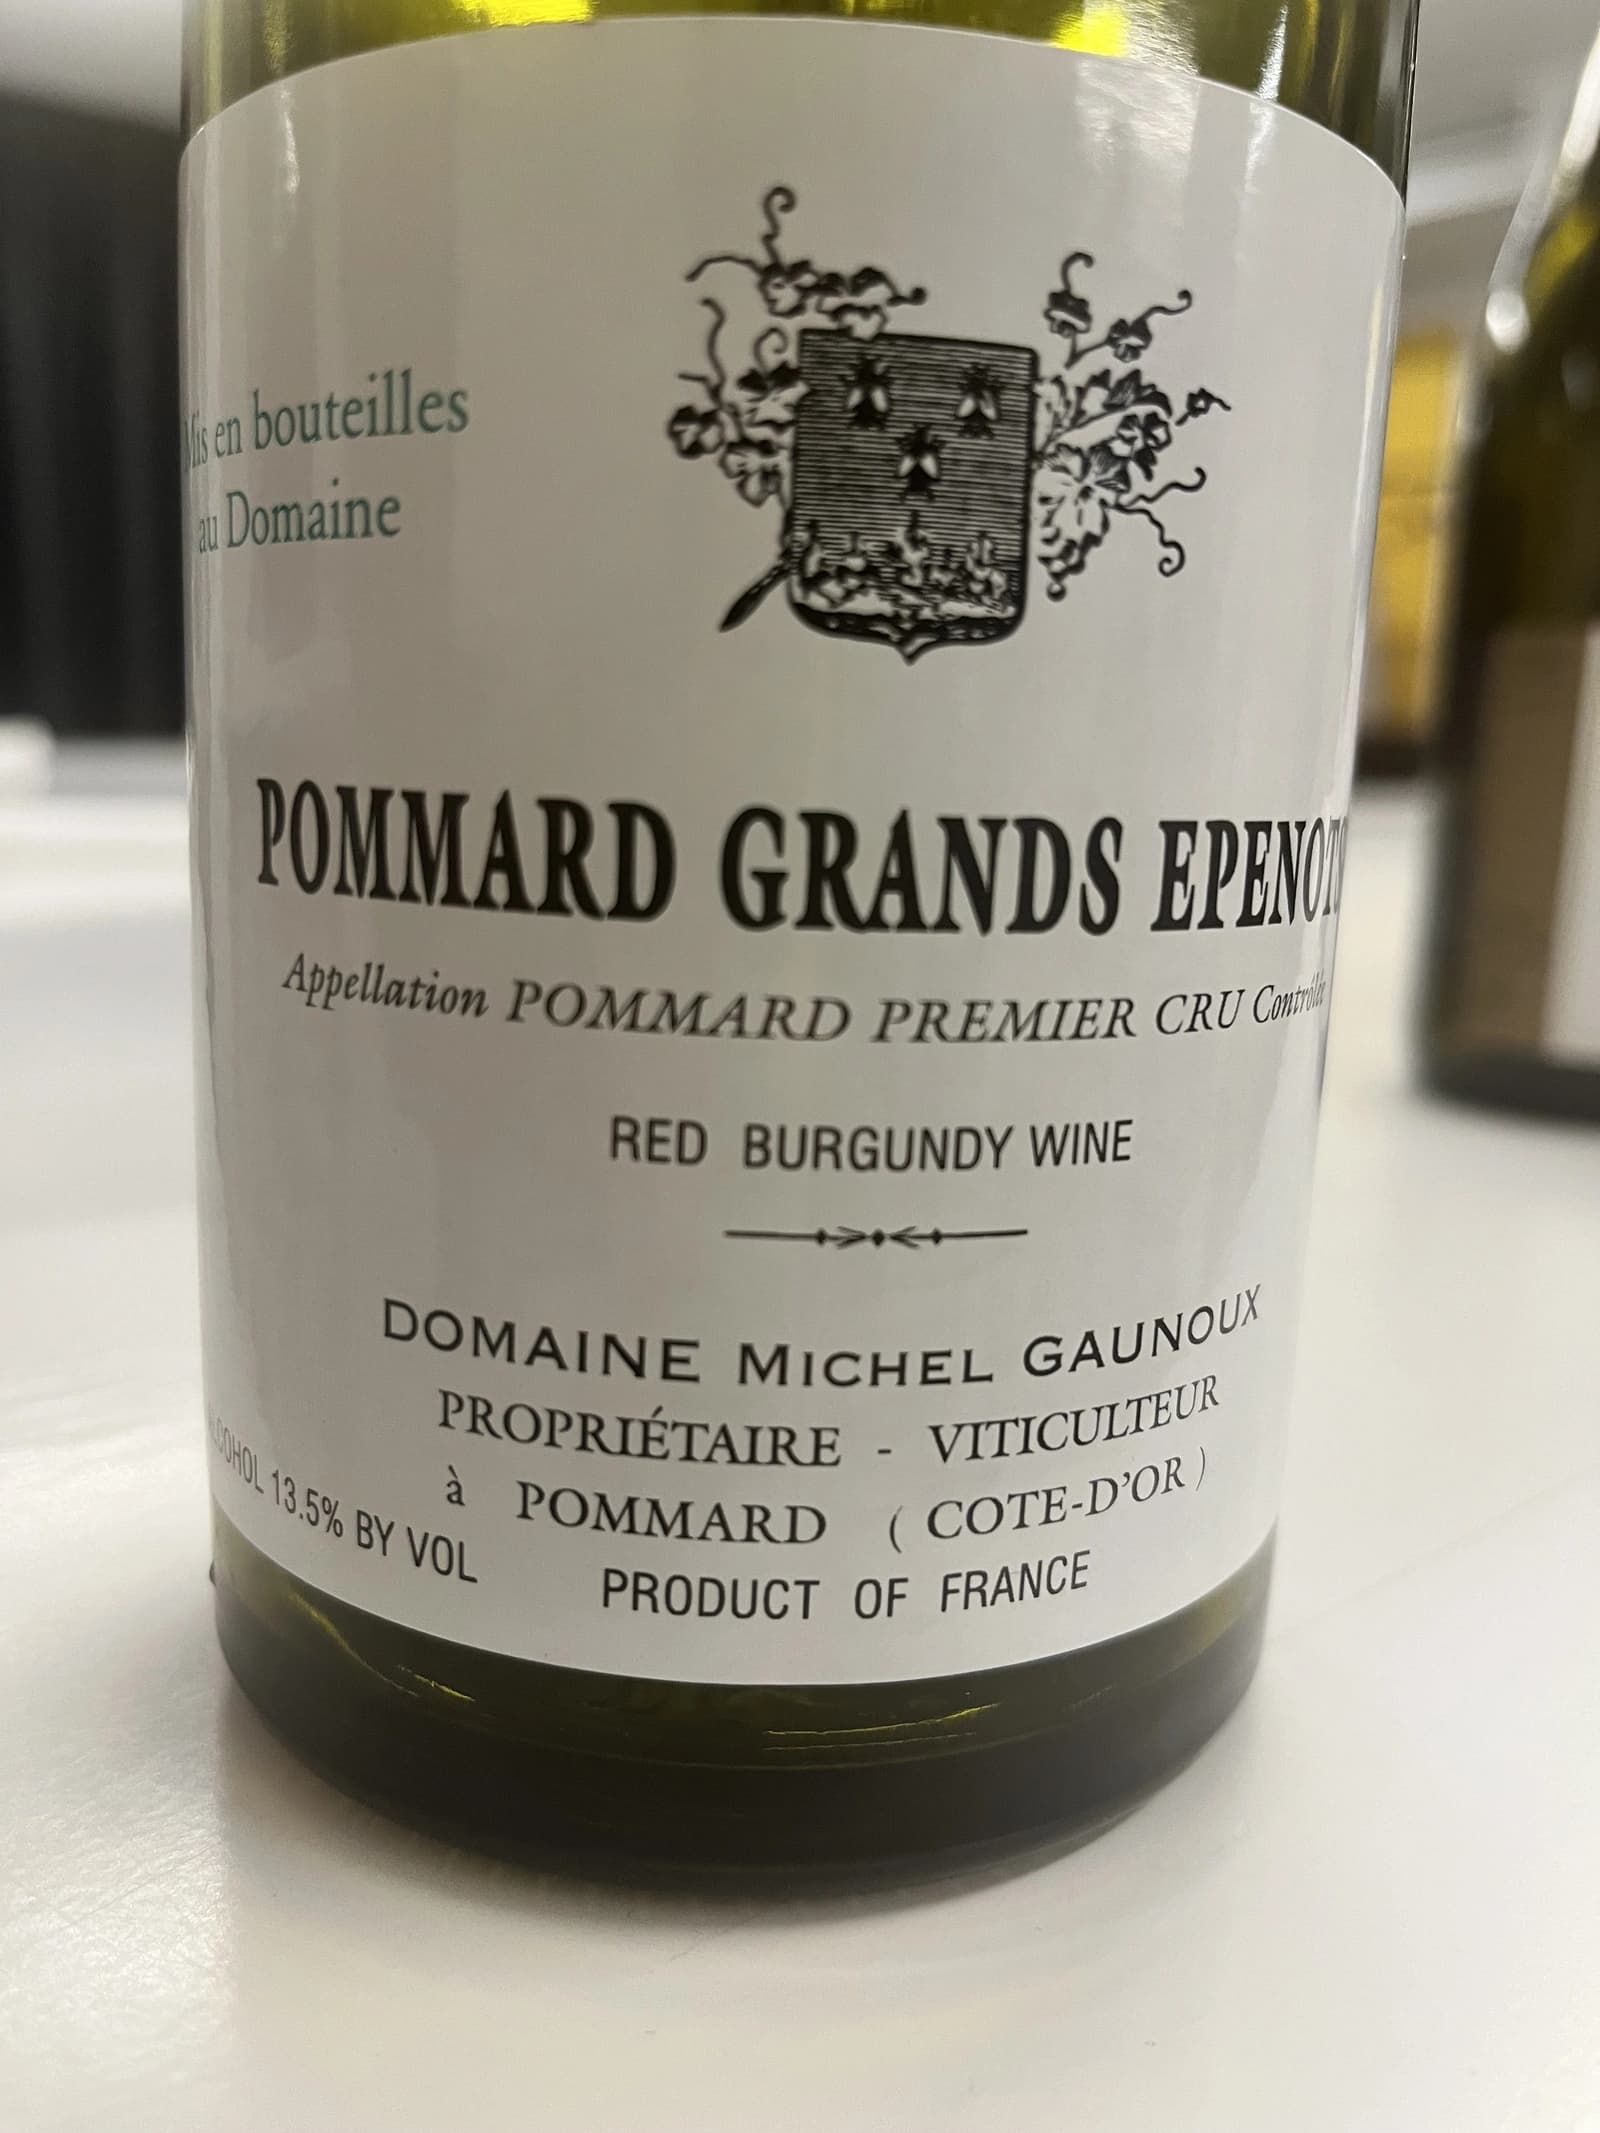 Mis en bouteilles
au Domaine
POMMARD GRANDS EPENOTS
Appellation POMMARD PREMIER CRU Contrôlée
RED BURGUNDY WINE
DOMAINE MICHEL GAUNOUX
PROPRIÉTAIRE - VITICULTEUR
à POMMARD ( COTE-D'OR )
ALCOHOL 13.5% BY VOL
PRODUCT OF FRANCE